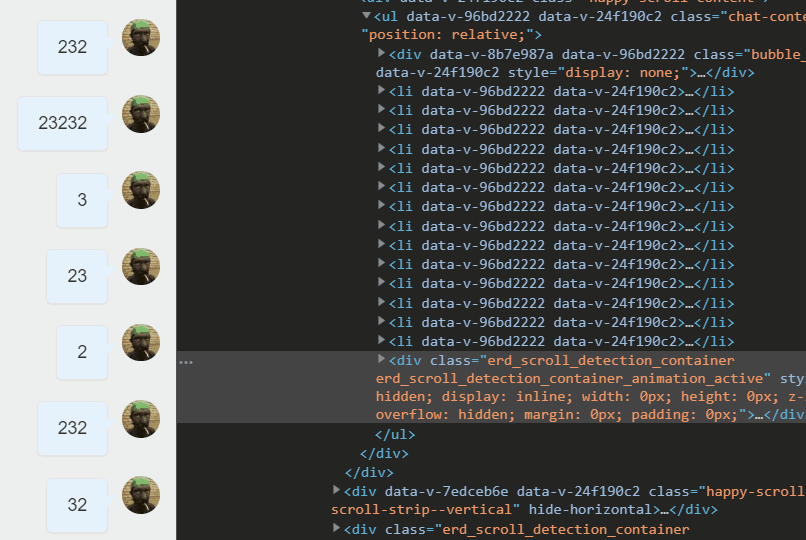 <div data-v-96bd2222 data-v-24f190c2 class="happy-scroll-content">
232
<ul data-v-96bd2222 data-v-24f190c2 class="chat-conte
"position: relative;">
<div data-v-8b7e987a data-v-96bd2222 class="bubble_
data-v-24f190c2 style="display: none;">…</div>
23232
<li data-v-96bd2222 data-v-24f190c2>…</li>
<li data-v-96bd2222 data-v-24f190c2>…</li>
<li data-v-96bd2222 data-v-24f190c2>…</li>
<li data-v-96bd2222 data-v-24f190c2>…</li>
<li data-v-96bd2222 data-v-24f190c2>…</li>
3
<li data-v-96bd2222 data-v-24f190c2>…</li>
<li data-v-96bd2222 data-v-24f190c2>…</li>
<li data-v-96bd2222 data-v-24f190c2>…</li>
<li data-v-96bd2222 data-v-24f190c2>…</li>
23
<li data-v-96bd2222 data-v-24f190c2>…</li>
<li data-v-96bd2222 data-v-24f190c2>…</li>
<li data-v-96bd2222 data-v-24f190c2>…</li>
<li data-v-96bd2222 data-v-24f190c2>…</li>
<li data-v-96bd2222 data-v-24f190c2>…</li>
2
…
<div class="erd_scroll_detection_container
erd_scroll_detection_container_animation_active" sty
hidden; display: inline; width: 0px; height: 0px; z-
overflow: hidden; margin: 0px; padding: 0px;">…</div
232
</ul>
</div>
</div>
32
<div data-v-7edceb6e data-v-24f190c2 class="happy-scroll
scroll-strip--vertical" hide-horizontal>…</div>
<div class="erd_scroll_detection_container